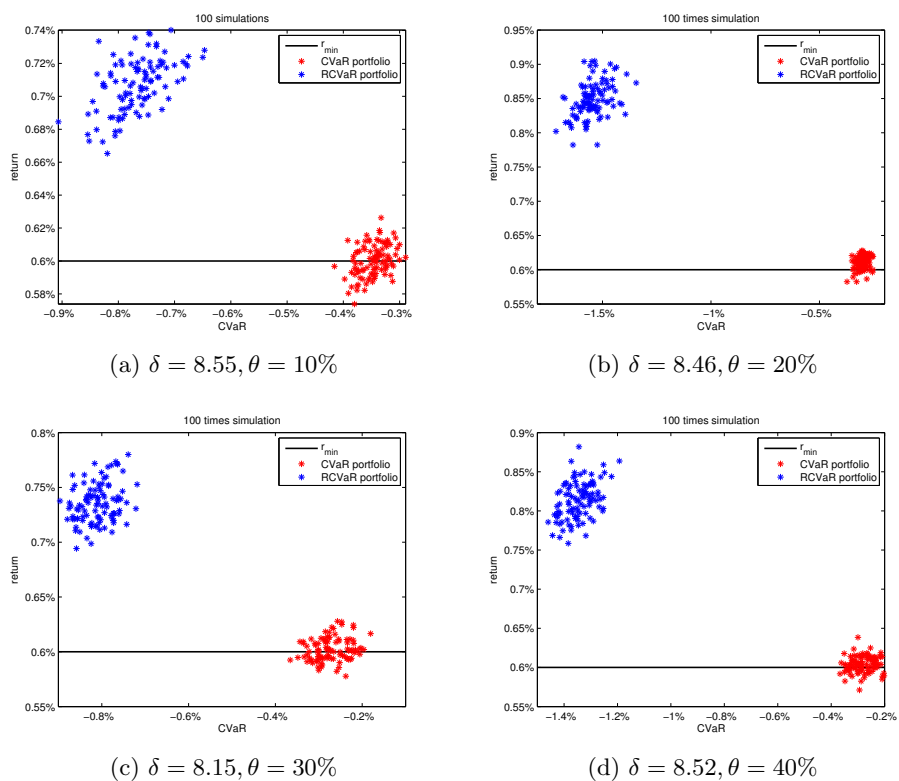 100 simulations
0.74%
0.72%
0.7%
0.68%
0.66%
0.64%
0.62%
0.6%
0.58%
return
r_min
CVaR portfolio
RCVaR portfolio
−0.9% −0.8% −0.7% −0.6% −0.5% −0.4% −0.3%
CVaR
(a) δ = 8.55, θ = 10%
100 times simulation
0.95%
0.9%
0.85%
0.8%
0.75%
0.7%
0.65%
0.6%
0.55%
return
r_min
CVaR portfolio
RCVaR portfolio
−1.5% −1% −0.5%
CVaR
(b) δ = 8.46, θ = 20%
100 times simulation
0.8%
0.75%
0.7%
0.65%
0.6%
0.55%
return
r_min
CVaR portfolio
RCVaR portfolio
−0.8% −0.6% −0.4% −0.2%
CVaR
(c) δ = 8.15, θ = 30%
100 times simulation
0.9%
0.85%
0.8%
0.75%
0.7%
0.65%
0.6%
0.55%
return
r_min
CVaR portfolio
RCVaR portfolio
−1.4% −1.2% −1% −0.8% −0.6% −0.4% −0.2%
CVaR
(d) δ = 8.52, θ = 40%